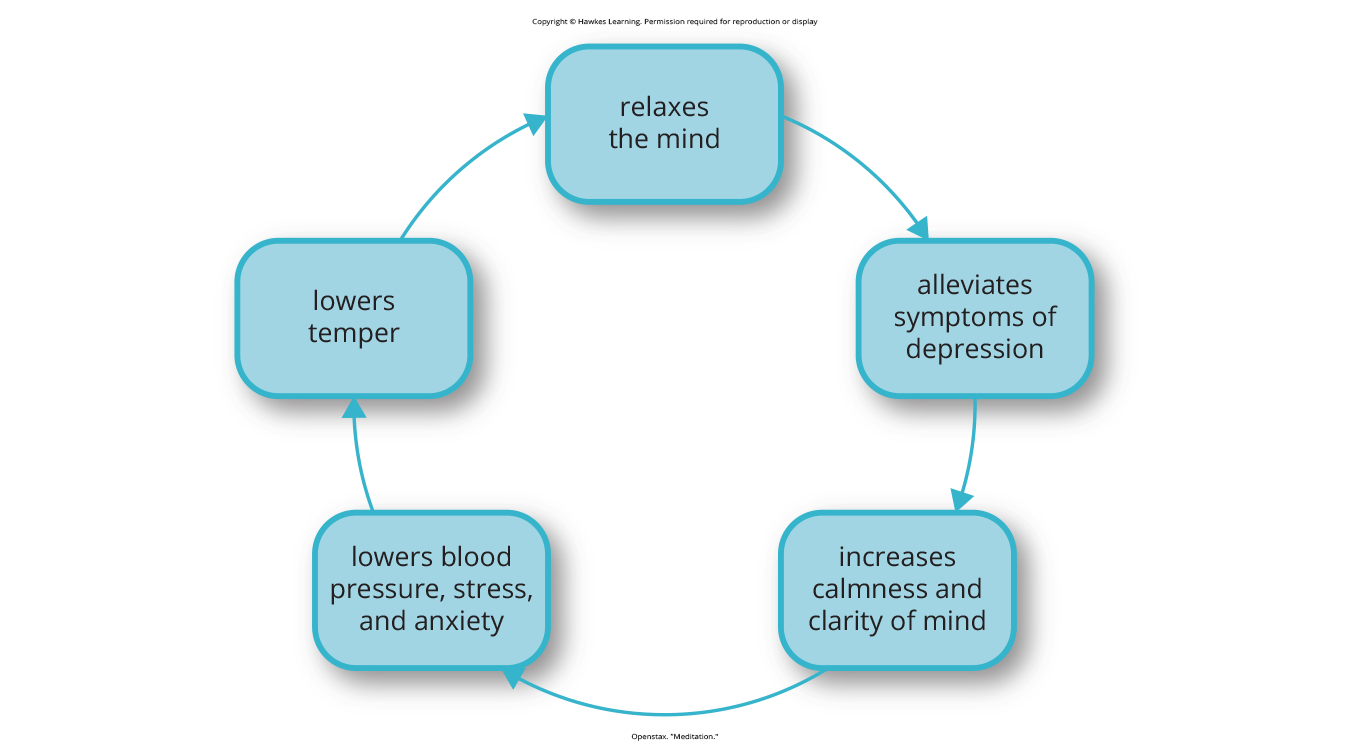 Copyright © Hawkes Learning. Permission required for reproduction or display
relaxes
the mind
alleviates
symptoms of
depression
increases
calmness and
clarity of mind
lowers blood
pressure, stress,
and anxiety
lowers
temper
Openstax. "Meditation."